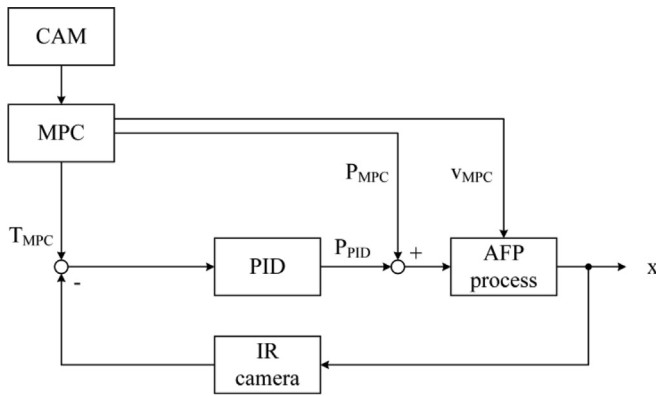 CAM
MPC
P_MPC
v_MPC
T_MPC
PID
P_PID
+
AFP
process
x
-
IR
camera